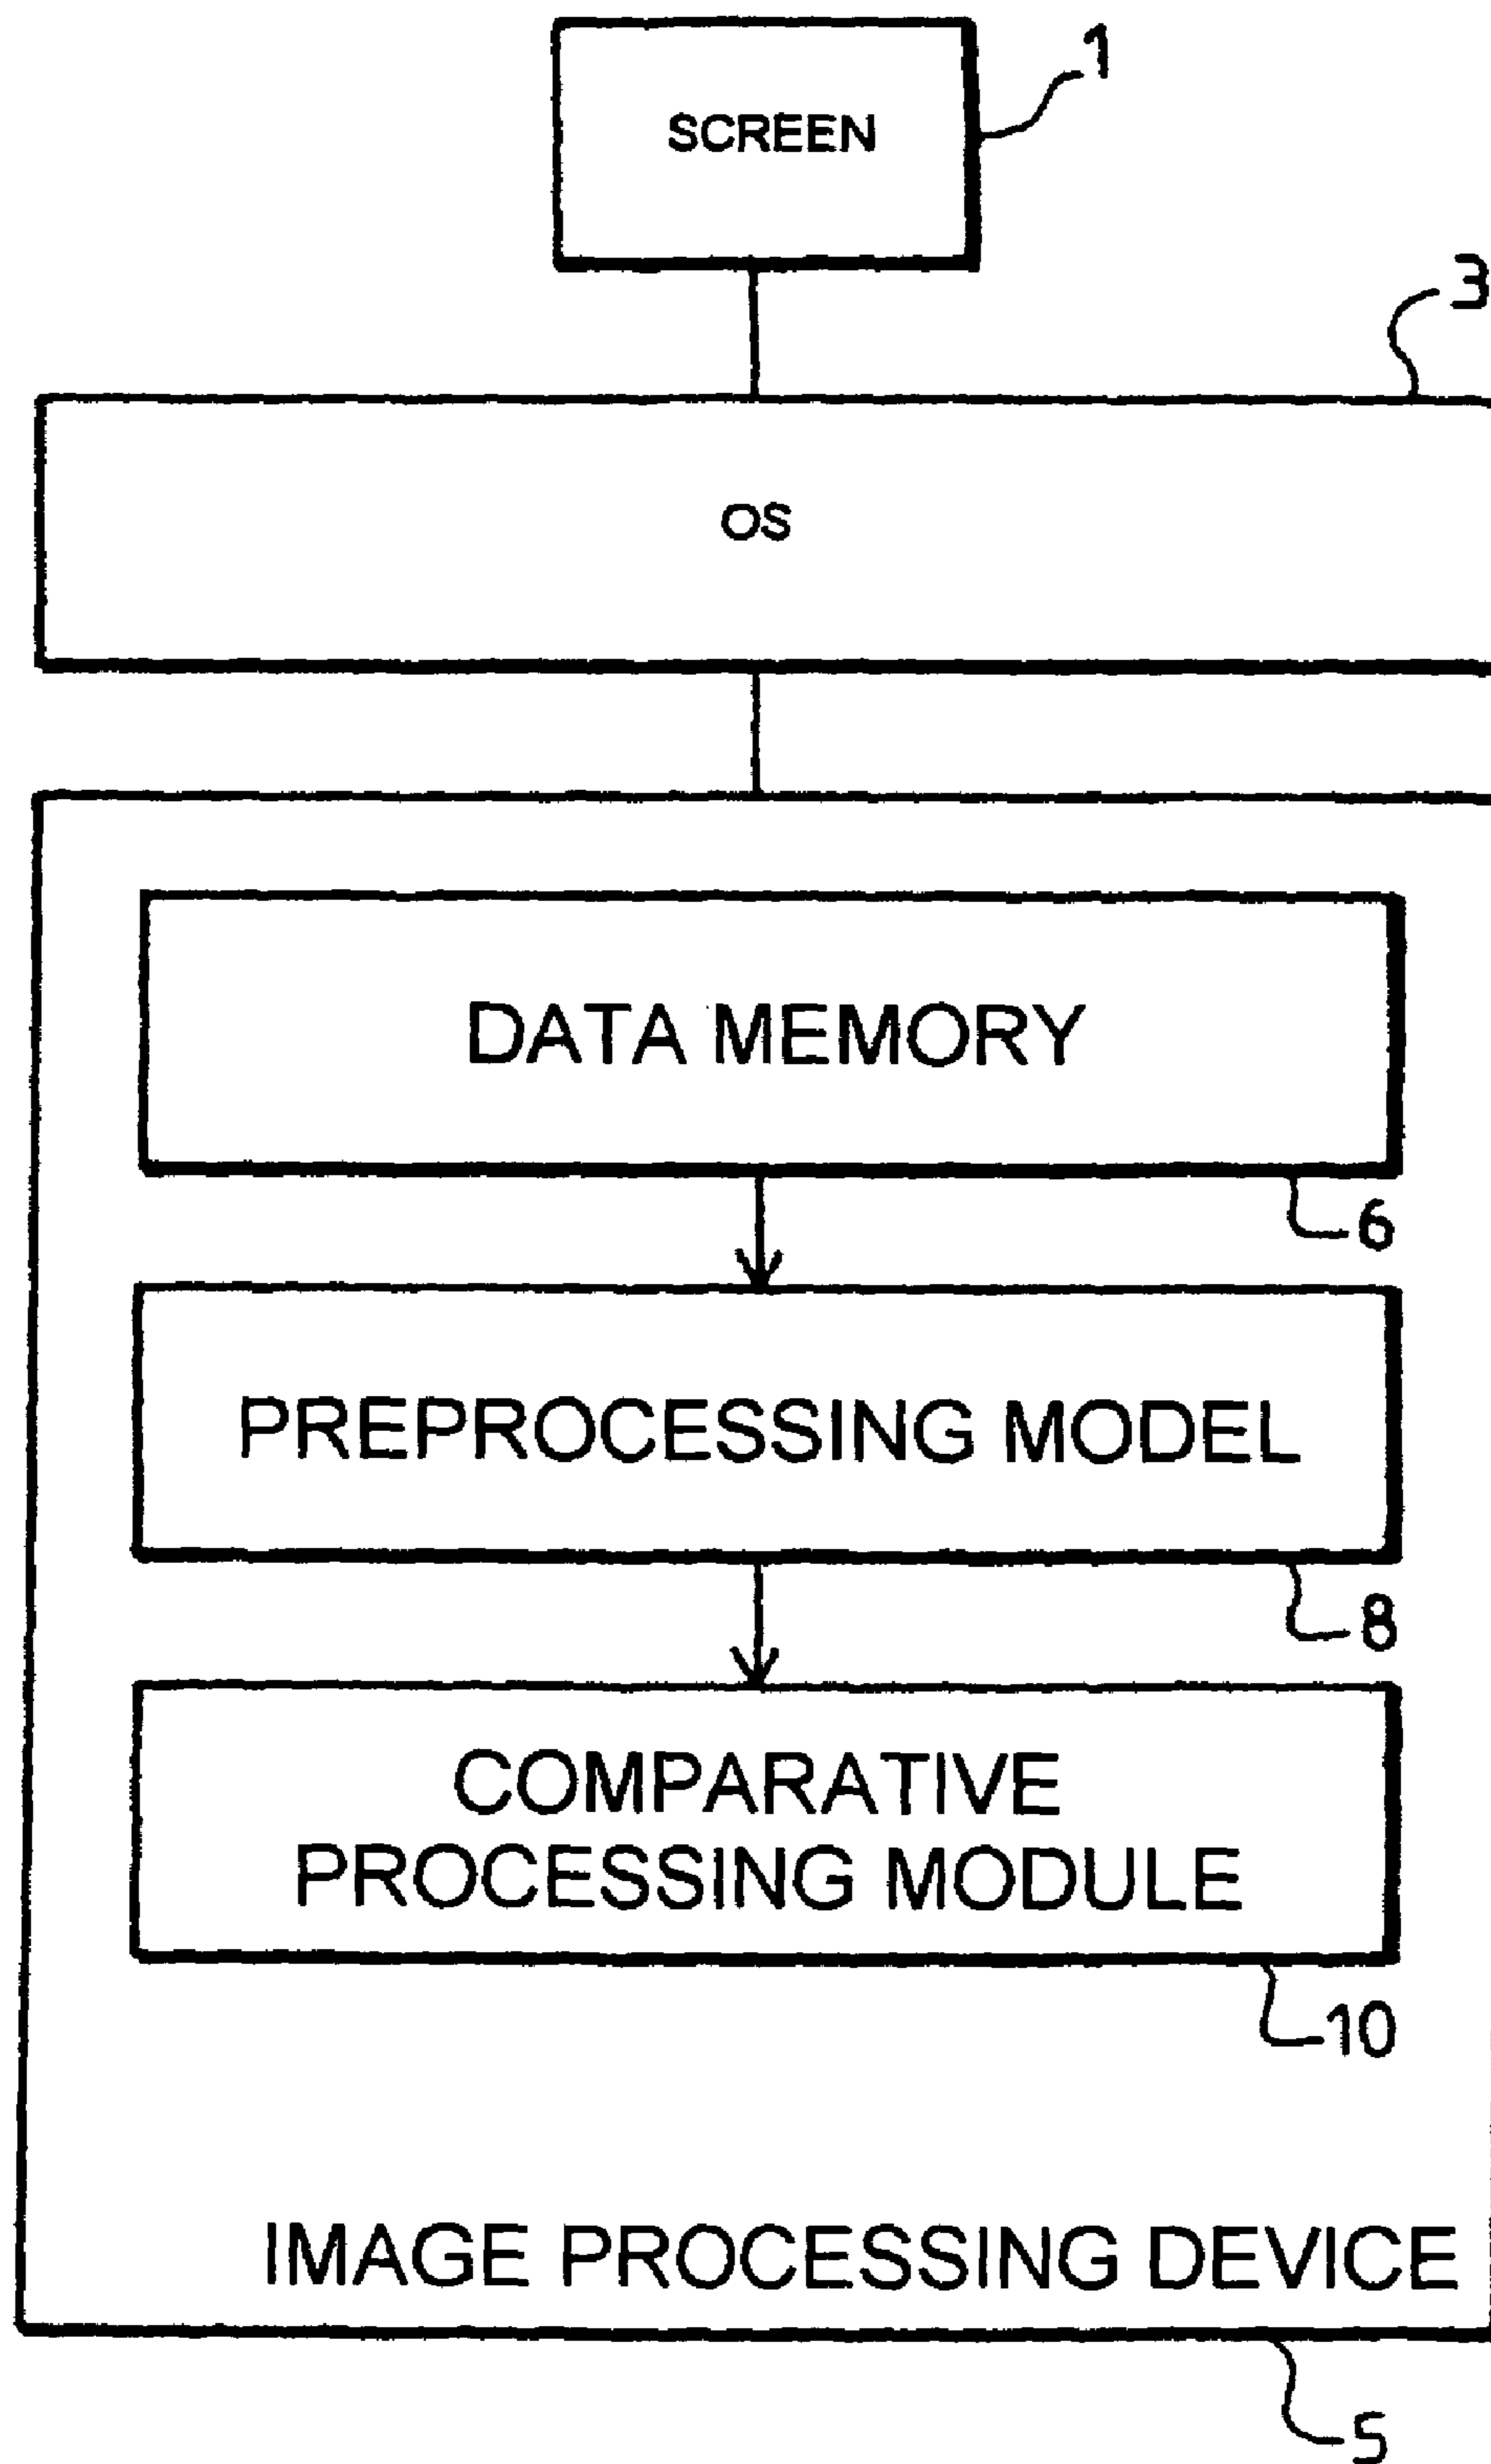 SCREEN
1
3
OS
DATA MEMORY
6
PREPROCESSING MODEL
8
COMPARATIVE
PROCESSING MODULE
10
IMAGE PROCESSING DEVICE
5